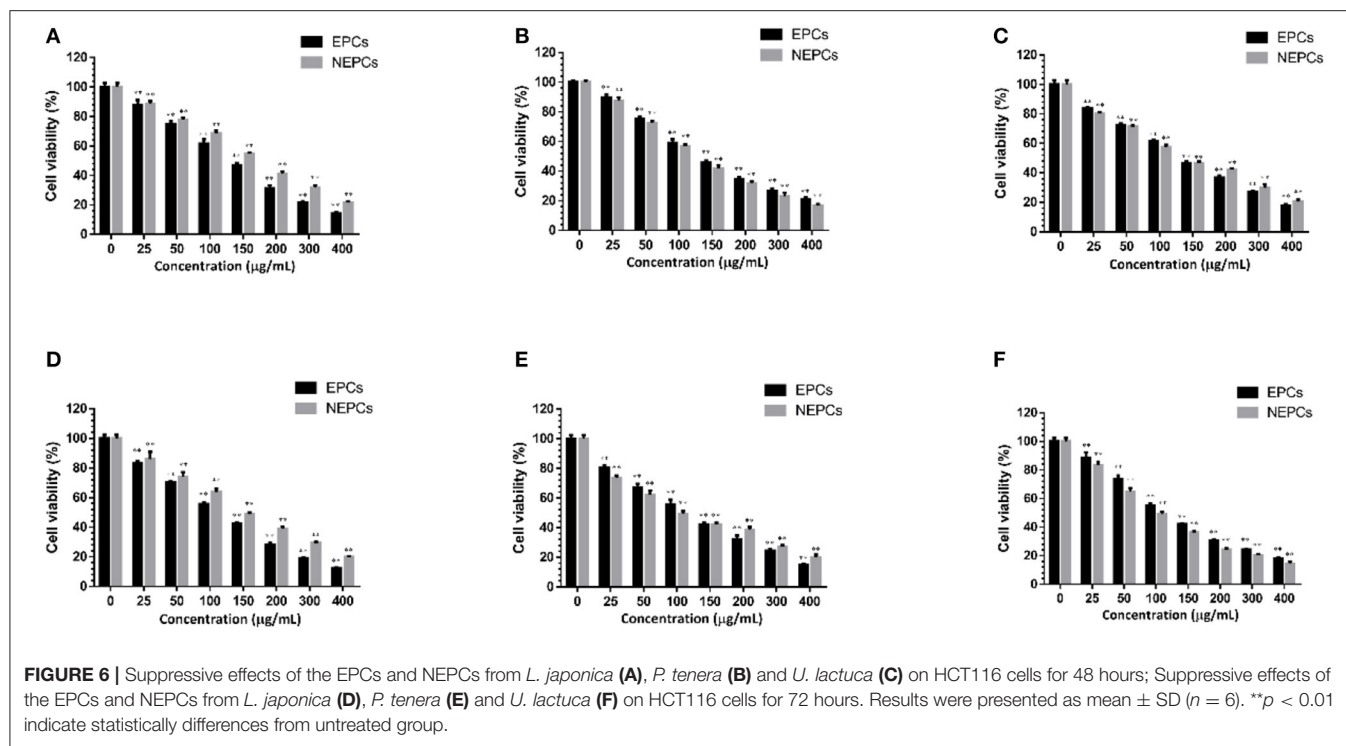 A
EPCs
NEPCs
120
100
80
60
40
20
0
Cell viability (%)
0 25 50 100 150 200 300 400
Concentration (μg/mL)
B
EPCs
NEPCs
120
100
80
60
40
20
0
Cell viability (%)
0 25 50 100 150 200 300 400
Concentration (μg/mL)
C
EPCs
NEPCs
120
100
80
60
40
20
0
Cell viability (%)
0 25 50 100 150 200 300 400
Concentration (μg/mL)
D
EPCs
NEPCs
120
100
80
60
40
20
0
Cell viability (%)
0 25 50 100 150 200 300 400
Concentration (μg/mL)
E
EPCs
NEPCs
120
100
80
60
40
20
0
Cell viability (%)
0 25 50 100 150 200 300 400
Concentration (μg/mL)
F
EPCs
NEPCs
120
100
80
60
40
20
0
Cell viability (%)
0 25 50 100 150 200 300 400
Concentration (μg/mL)
FIGURE 6 | Suppressive effects of the EPCs and NEPCs from L. japonica (A), P. tenera (B) and U. lactuca (C) on HCT116 cells for 48 hours; Suppressive effects of
the EPCs and NEPCs from L. japonica (D), P. tenera (E) and U. lactuca (F) on HCT116 cells for 72 hours. Results were presented as mean ± SD (n = 6). **p < 0.01
indicate statistically differences from untreated group.